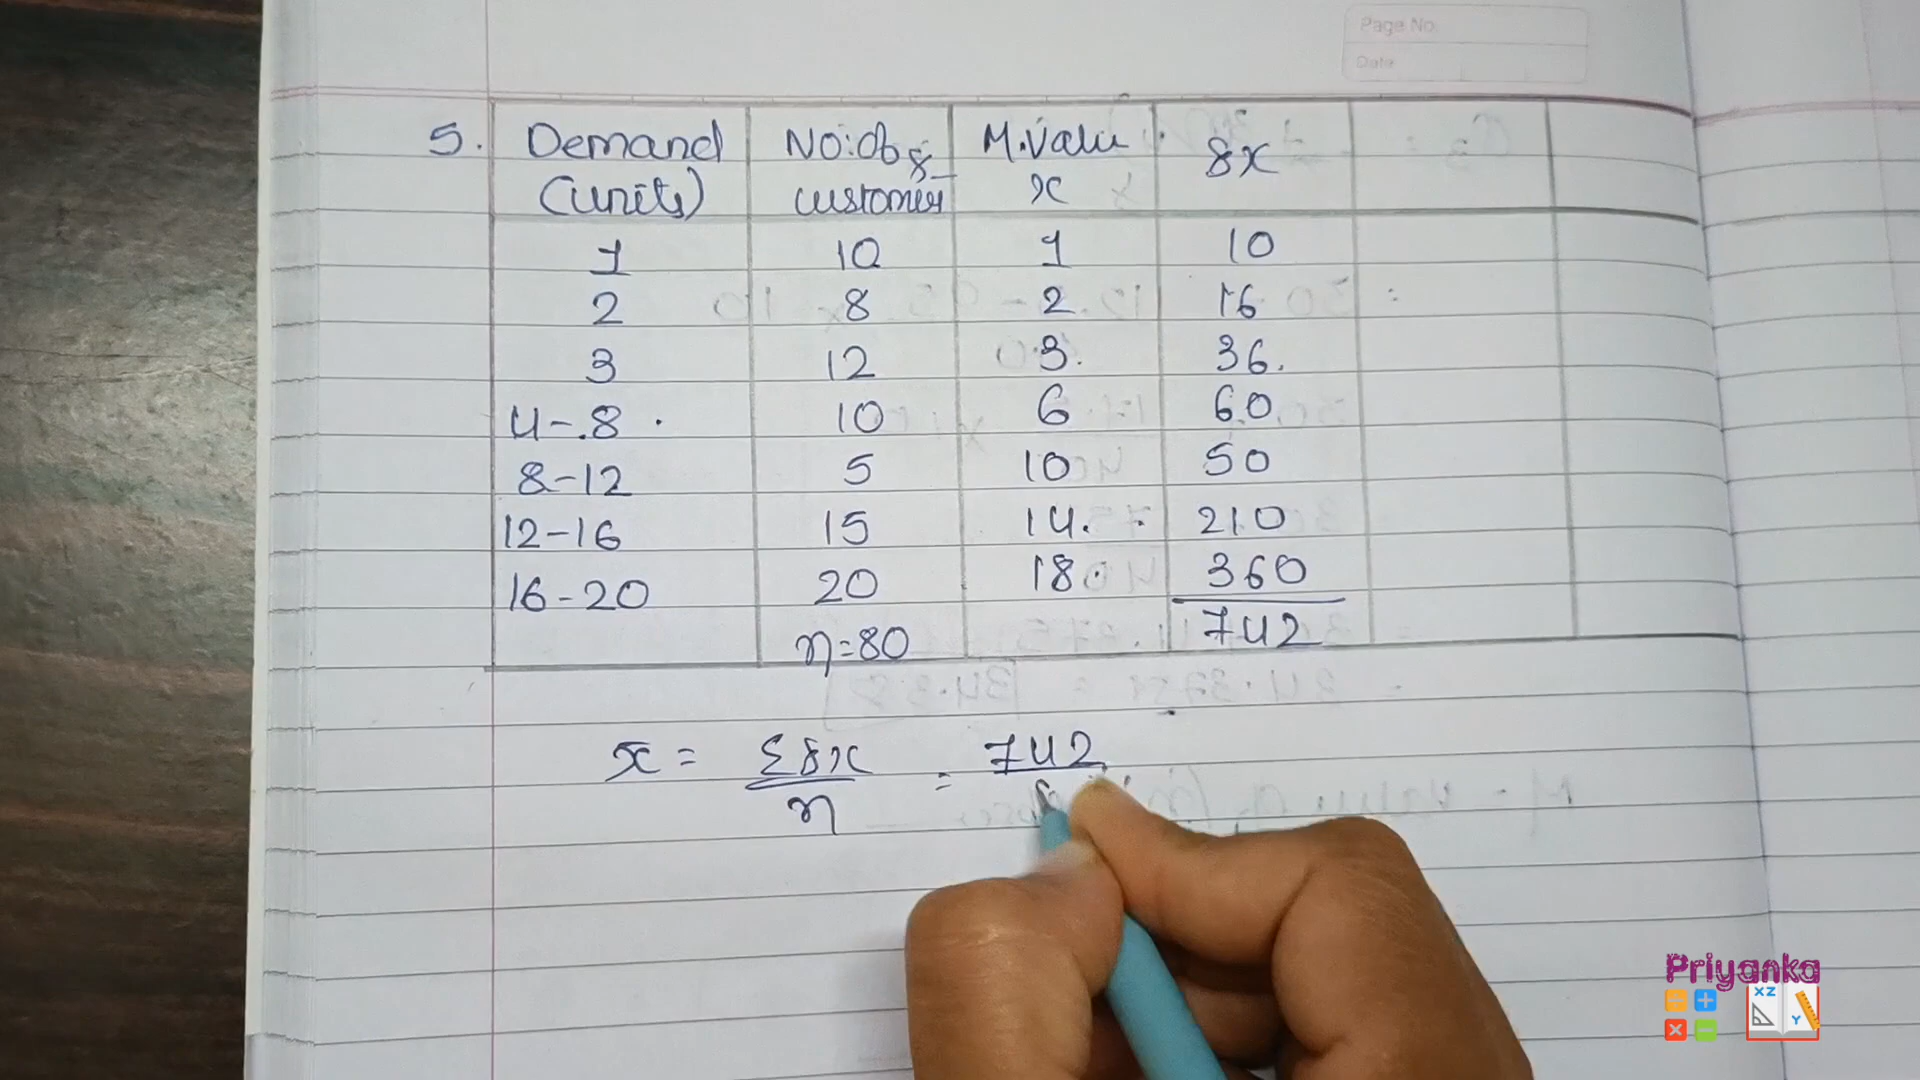 Page No.
Date
5. Demand (units) No: of f customers M. Valu x fx
1 10 1 10
2 8 2 16
3 12 3. 36.
4-8 10 6 60
8-12 5 10 50
12-16 15 14. 210
16-20 20 18. 360
n=80 742
x̄ = Σfx/n = 742/
Priyanka
XZ
Y